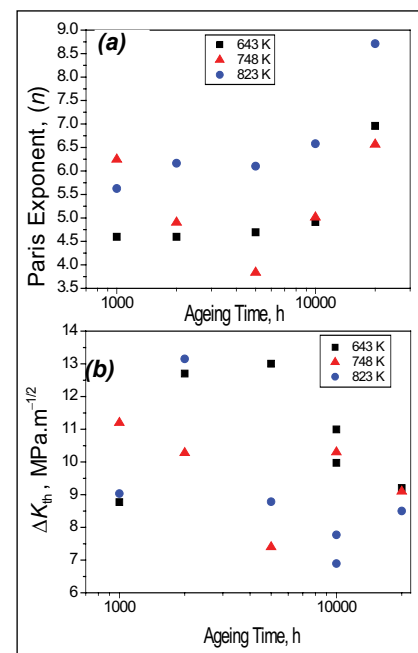 (a)
643 K
748 K
823 K
9.0
8.5
8.0
7.5
7.0
6.5
6.0
5.5
5.0
4.5
4.0
3.5
Paris Exponent, (n)
1000
10000
Ageing Time, h
(b)
643 K
748 K
823 K
14
13
12
11
10
9
8
7
6
ΔKth , MPa.m−1/2
1000
10000
Ageing Time, h